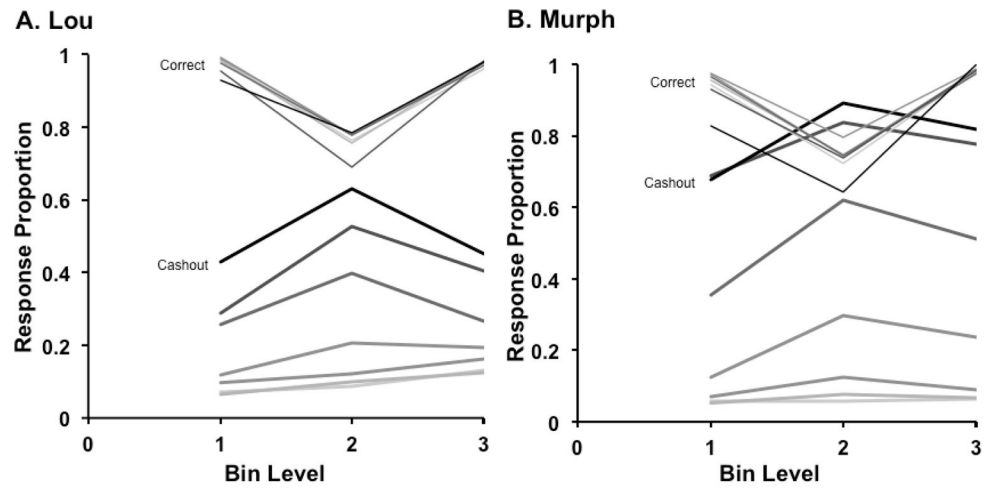 A. Lou
1
0.8
0.6
0.4
0.2
0
Response Proportion
Correct
Cashout
0 1 2 3
Bin Level
B. Murph
1
0.8
0.6
0.4
0.2
0
Response Proportion
Correct
Cashout
0 1 2 3
Bin Level